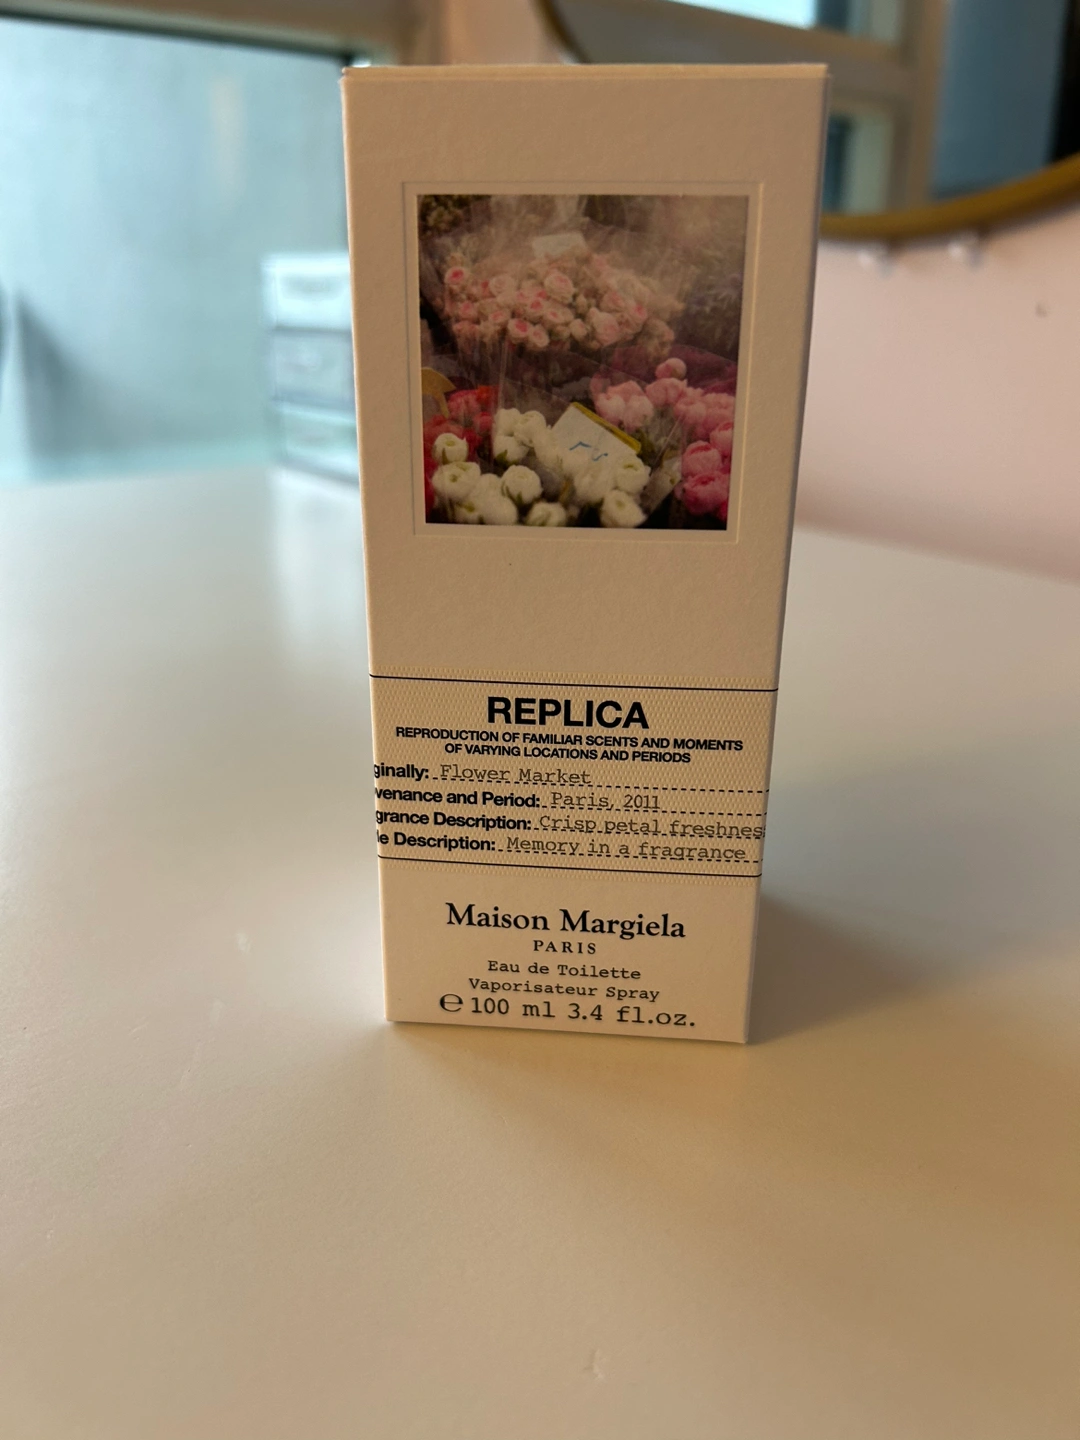 REPLICA
REPRODUCTION OF FAMILIAR SCENTS AND MOMENTS
OF VARYING LOCATIONS AND PERIODS
ginally: Flower Market
venance and Period: Paris, 2011
grance Description: Crisp petal freshnes
le Description: Memory in a fragrance
Maison Margiela
PARIS
Eau de Toilette
Vaporisateur Spray
℮ 100 ml 3.4 fl.oz.